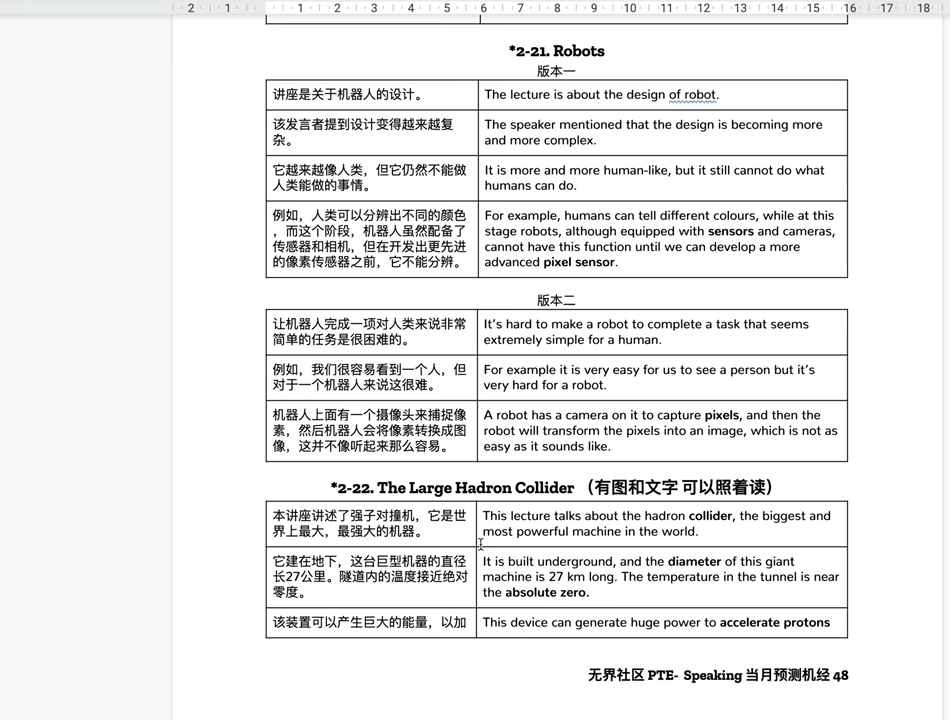 2 1 1 2 3 4 5 6 7 8 9 10 11 12 13 14 15 16 17 18
*2-21. Robots
版本一
讲座是关于机器人的设计。
The lecture is about the design of robot.
该发言者提到设计变得越来越复
杂。
The speaker mentioned that the design is becoming more
and more complex.
它越来越像人类，但它仍然不能做
人类能做的事情。
It is more and more human-like, but it still cannot do what
humans can do.
例如，人类可以分辨出不同的颜色
，而这个阶段，机器人虽然配备了
传感器和相机，但在开发出更先进
的像素传感器之前，它不能分辨。
For example, humans can tell different colours, while at this
stage robots, although equipped with sensors and cameras,
cannot have this function until we can develop a more
advanced pixel sensor.
版本二
让机器人完成一项对人类来说非常
简单的任务是很困难的。
It's hard to make a robot to complete a task that seems
extremely simple for a human.
例如，我们很容易看到一个人，但
对于一个机器人来说这很难。
For example it is very easy for us to see a person but it's
very hard for a robot.
机器人上面有一个摄像头来捕捉像
素，然后机器人会将像素转换成图
像，这并不像听起来那么容易。
A robot has a camera on it to capture pixels, and then the
robot will transform the pixels into an image, which is not as
easy as it sounds like.
*2-22. The Large Hadron Collider （有图和文字 可以照着读）
本讲座讲述了强子对撞机，它是世
界上最大，最强大的机器。
This lecture talks about the hadron collider, the biggest and
most powerful machine in the world.
它建在地下，这台巨型机器的直径
长27公里。隧道内的温度接近绝对
零度。
It is built underground, and the diameter of this giant
machine is 27 km long. The temperature in the tunnel is near
the absolute zero.
该装置可以产生巨大的能量，以加
This device can generate huge power to accelerate protons
无界社区 PTE- Speaking 当月预测机经 48